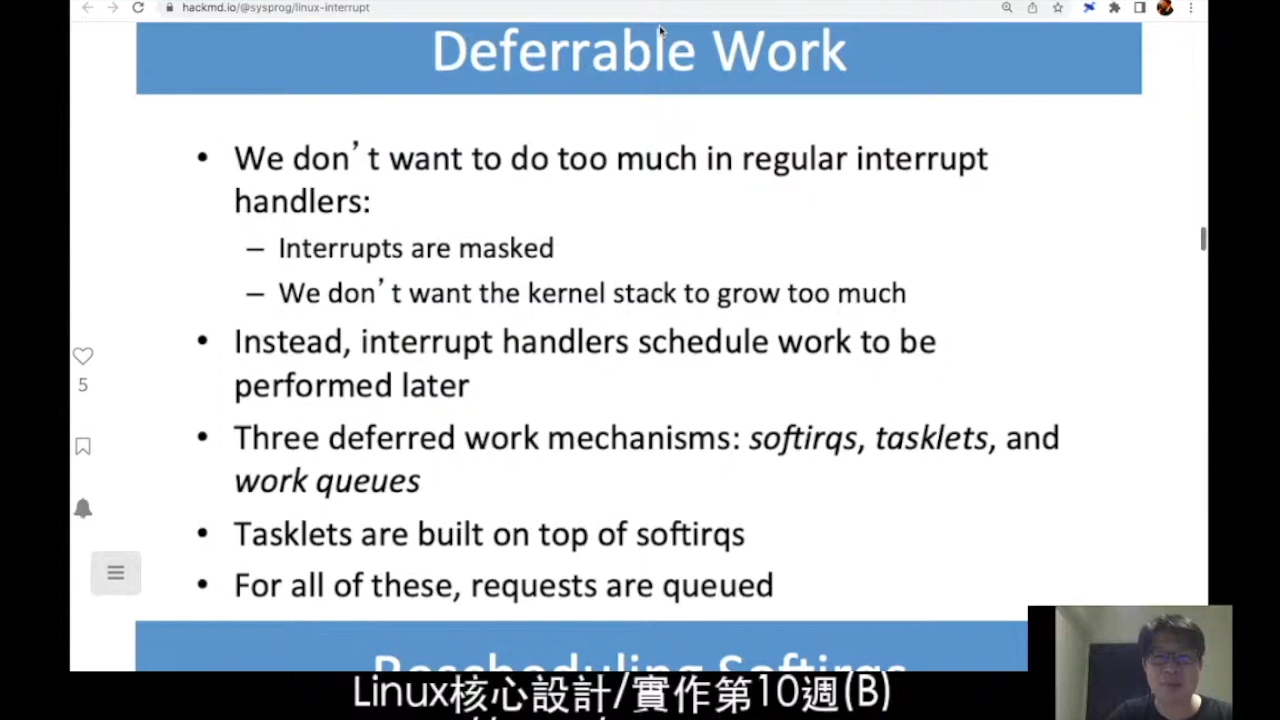 hackmd.io/@sysprog/linux-interrupt
Deferrable Work
• We don't want to do too much in regular interrupt
handlers:
– Interrupts are masked
– We don't want the kernel stack to grow too much
• Instead, interrupt handlers schedule work to be
performed later
• Three deferred work mechanisms: softirqs, tasklets, and
work queues
• Tasklets are built on top of softirqs
• For all of these, requests are queued
5
Rescheduling Softirqs
Linux核心設計/實作第10週(B)